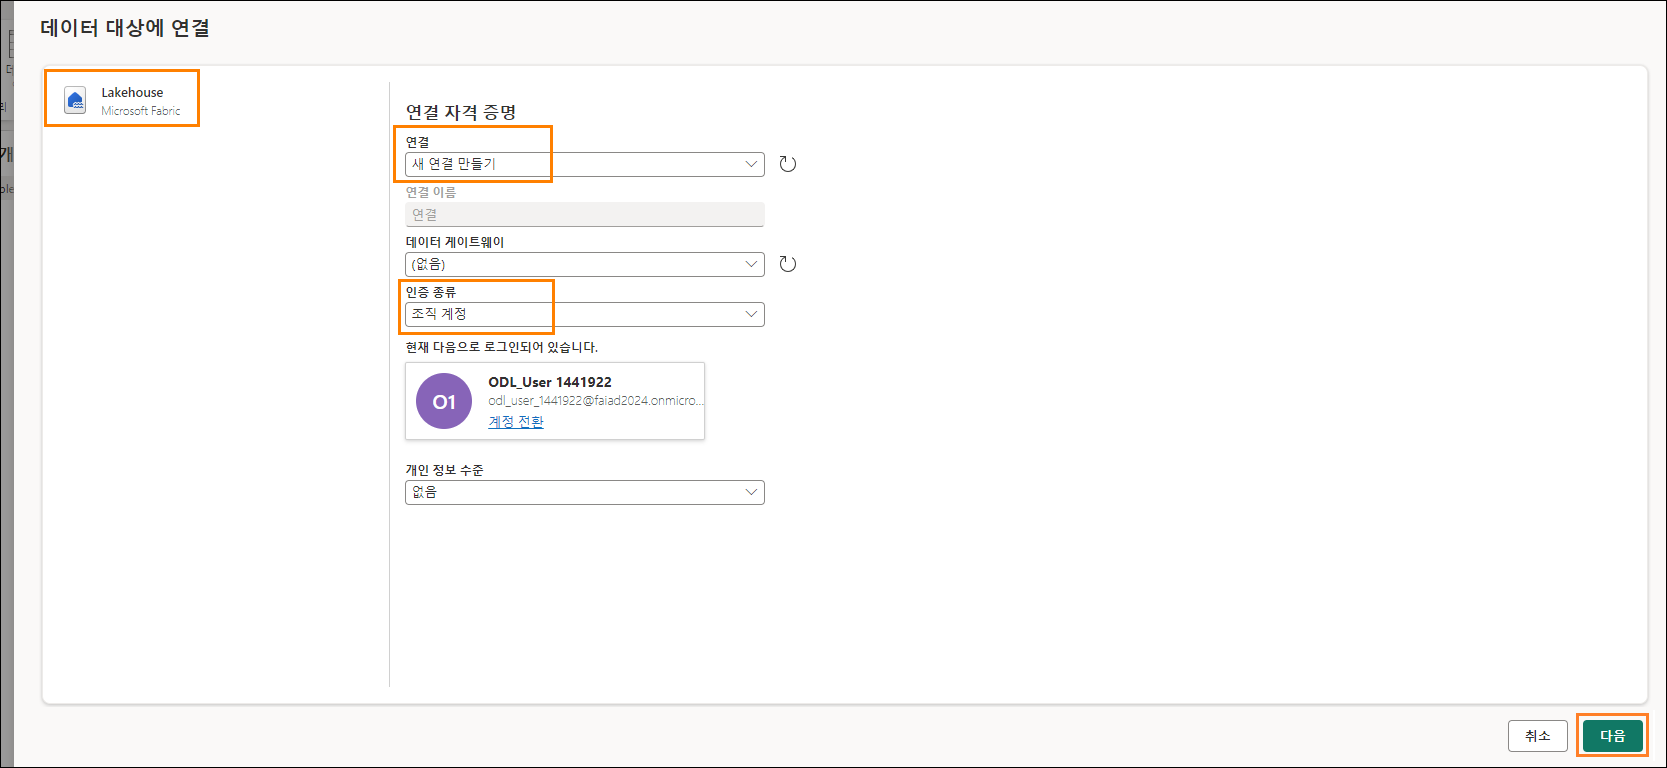 데이터 대상에 연결
Lakehouse
Microsoft Fabric
연결 자격 증명
연결
새 연결 만들기
연결 이름
연결
데이터 게이트웨이
(없음)
인증 종류
조직 계정
현재 다음으로 로그인되어 있습니다.
O1
ODL_User 1441922
odl_user_1441922@faiad2024.onmicro...
계정 전환
개인 정보 수준
없음
취소
다음